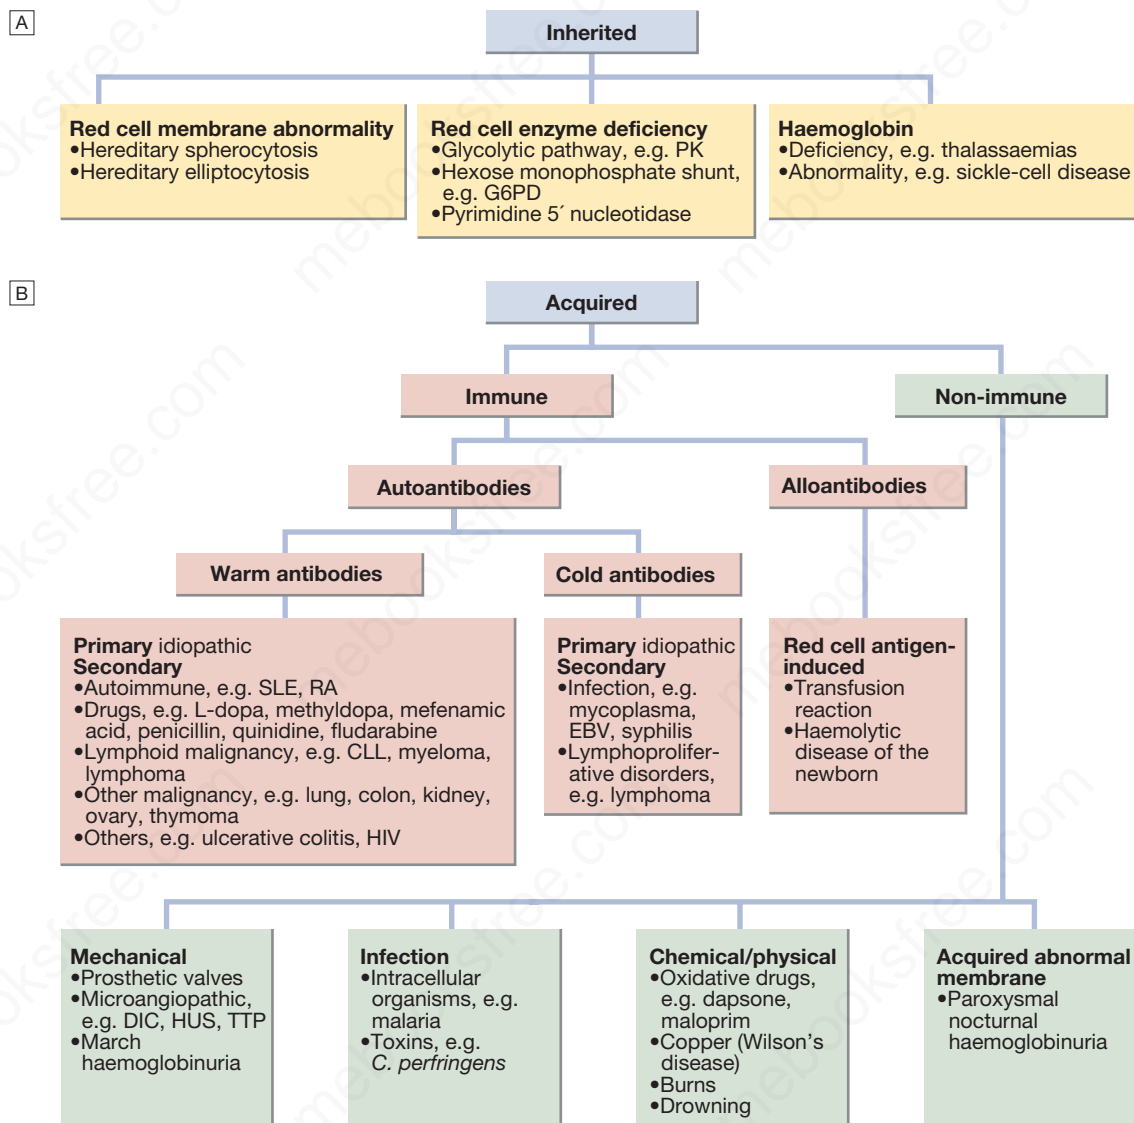 A
Inherited
Red cell membrane abnormality
•Hereditary spherocytosis
•Hereditary elliptocytosis
Red cell enzyme deficiency
•Glycolytic pathway, e.g. PK
•Hexose monophosphate shunt,
e.g. G6PD
•Pyrimidine 5´ nucleotidase
Haemoglobin
•Deficiency, e.g. thalassaemias
•Abnormality, e.g. sickle-cell disease
B
Acquired
Immune
Non-immune
Autoantibodies
Alloantibodies
Warm antibodies
Cold antibodies
Primary idiopathic
Secondary
•Autoimmune, e.g. SLE, RA
•Drugs, e.g. L-dopa, methyldopa, mefenamic
acid, penicillin, quinidine, fludarabine
•Lymphoid malignancy, e.g. CLL, myeloma,
lymphoma
•Other malignancy, e.g. lung, colon, kidney,
ovary, thymoma
•Others, e.g. ulcerative colitis, HIV
Primary idiopathic
Secondary
•Infection, e.g.
mycoplasma,
EBV, syphilis
•Lymphoprolifer-
ative disorders,
e.g. lymphoma
Red cell antigen-
induced
•Transfusion
reaction
•Haemolytic
disease of the
newborn
Mechanical
•Prosthetic valves
•Microangiopathic,
e.g. DIC, HUS, TTP
•March
haemoglobinuria
Infection
•Intracellular
organisms, e.g.
malaria
•Toxins, e.g.
C. perfringens
Chemical/physical
•Oxidative drugs,
e.g. dapsone,
maloprim
•Copper (Wilson's
disease)
•Burns
•Drowning
Acquired abnormal
membrane
•Paroxysmal
nocturnal
haemoglobinuria
mebooksfree.com
mebooksfree.com
mebooksfree.com